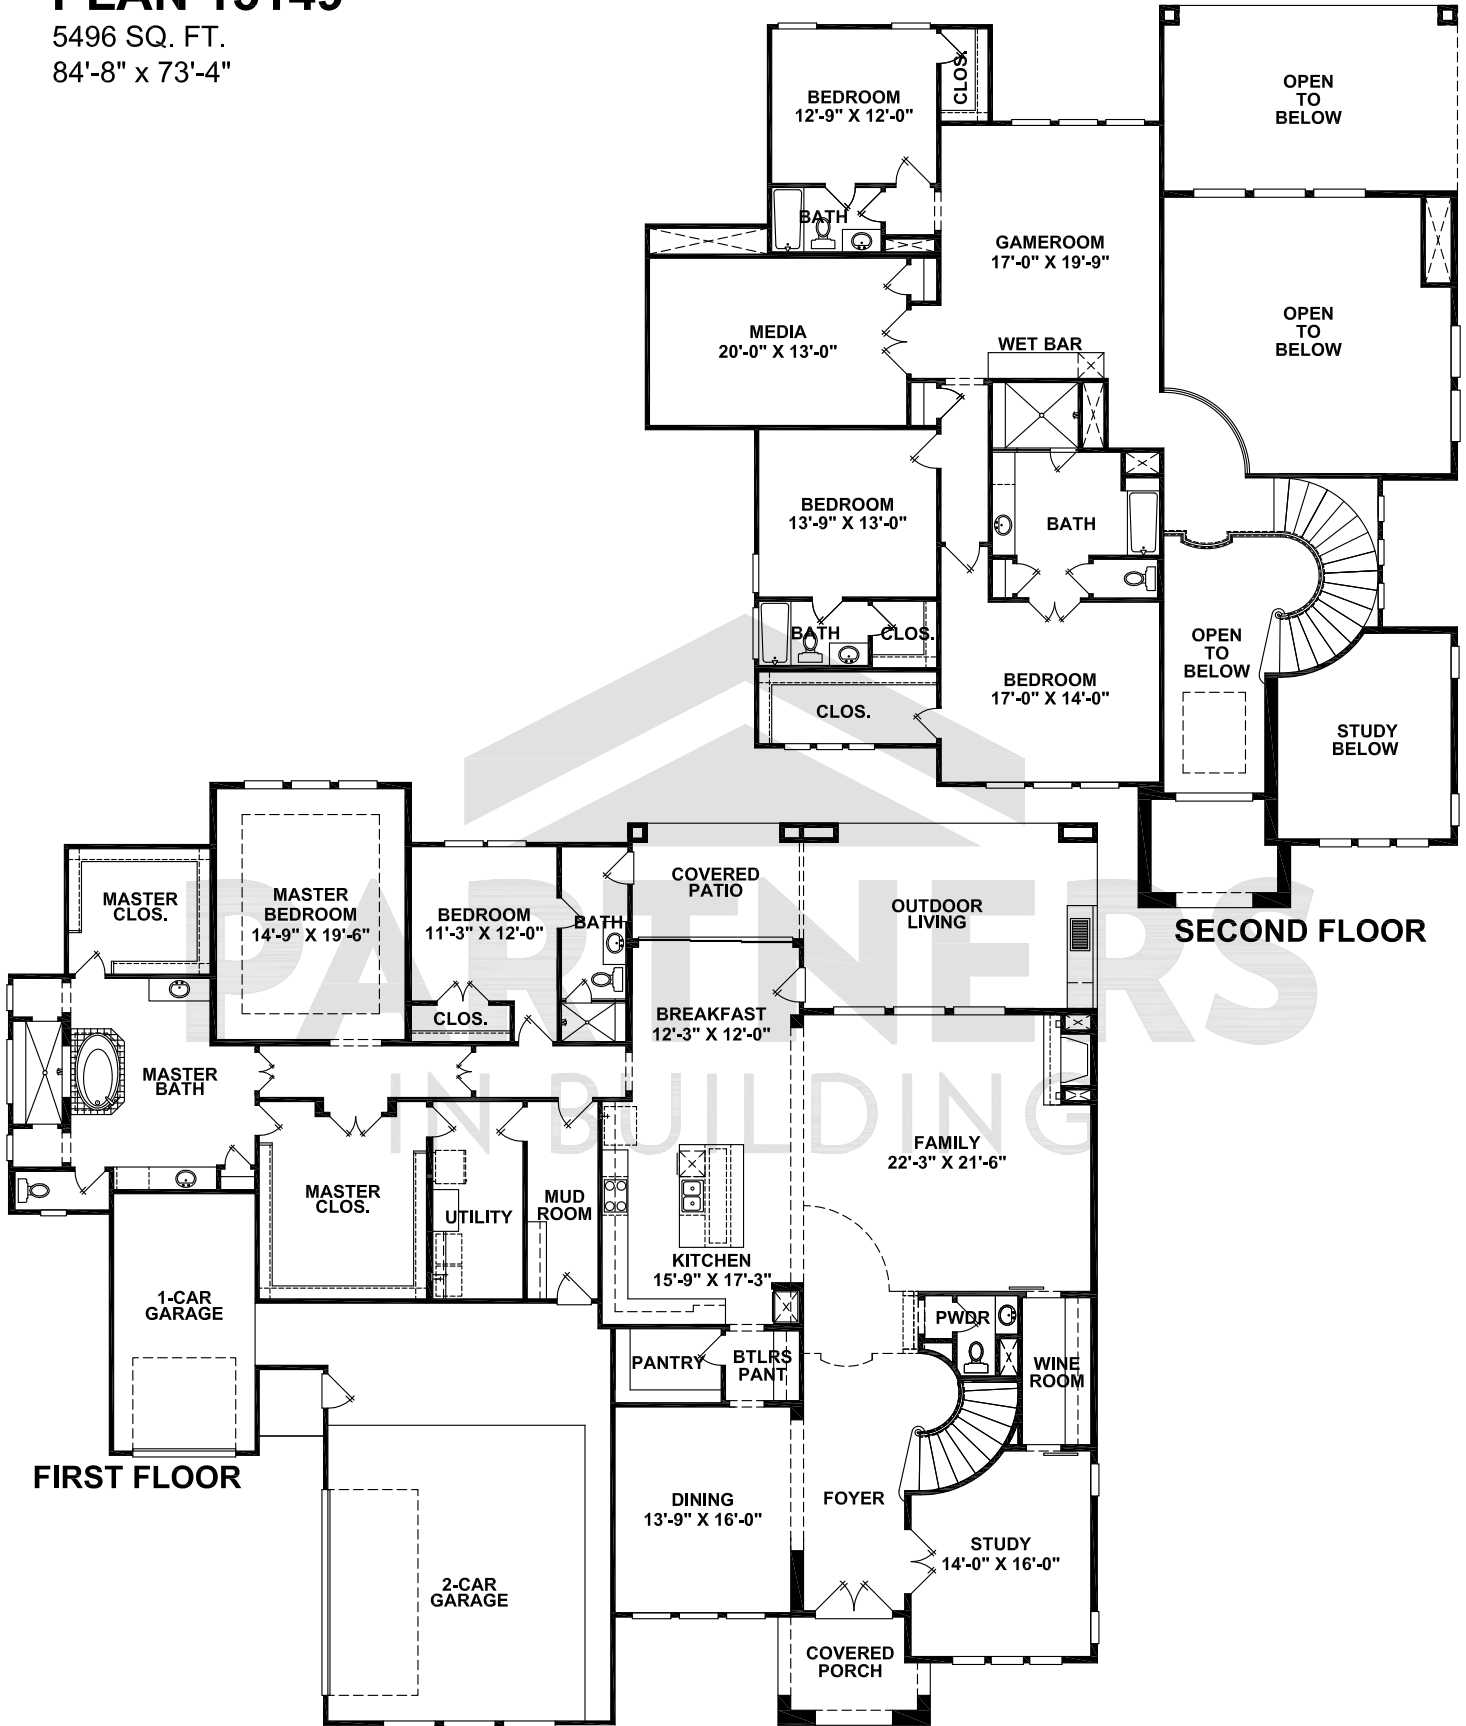 5496 SQ. FT.
84'-8" x 73'-4"
BEDROOM
12'-9" X 12'-0"
CLOS.
OPEN
TO
BELOW
BATH
GAMEROOM
17'-0" X 19'-9"
MEDIA
20'-0" X 13'-0"
WET BAR
OPEN
TO
BELOW
BEDROOM
13'-9" X 13'-0"
BATH
BATH
CLOS.
CLOS.
BEDROOM
17'-0" X 14'-0"
OPEN
TO
BELOW
STUDY
BELOW
SECOND FLOOR
MASTER
CLOS.
MASTER
BEDROOM
14'-9" X 19'-6"
BEDROOM
11'-3" X 12'-0"
BATH
CLOS.
COVERED
PATIO
OUTDOOR
LIVING
BREAKFAST
12'-3" X 12'-0"
MASTER
BATH
FAMILY
22'-3" X 21'-6"
MASTER
CLOS.
UTILITY
MUD
ROOM
KITCHEN
15'-9" X 17'-3"
1-CAR
GARAGE
PWDR
PANTRY
BTLRS
PANT
WINE
ROOM
FIRST FLOOR
DINING
13'-9" X 16'-0"
FOYER
STUDY
14'-0" X 16'-0"
2-CAR
GARAGE
COVERED
PORCH
PARTNERS
IN BUILDING